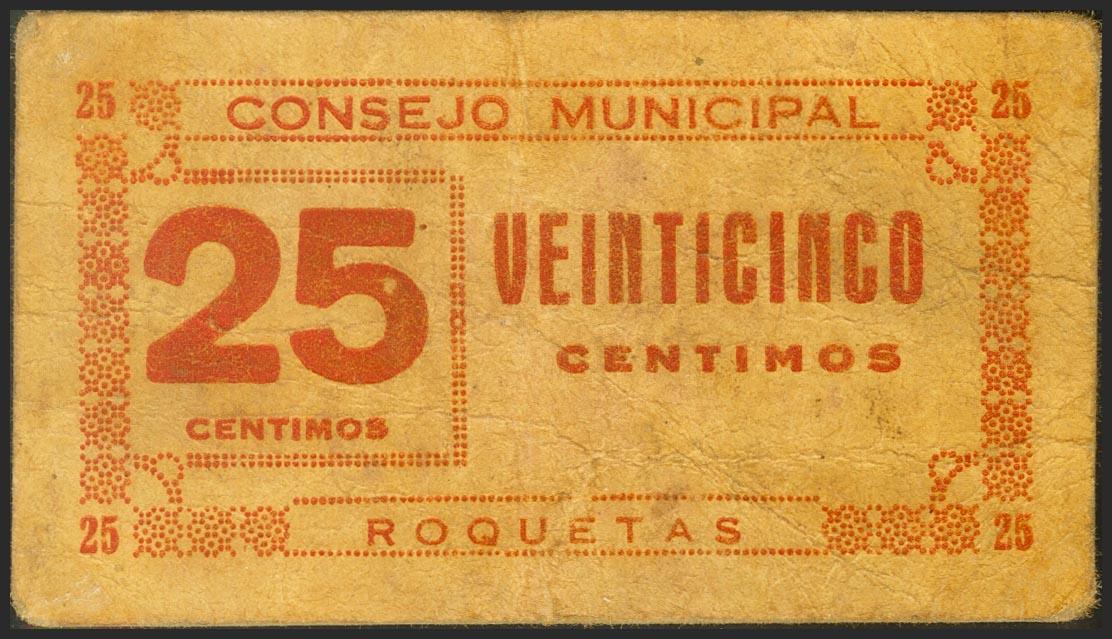 25 CONSEJO MUNICIPAL 25
25 VEINTICINCO
CENTIMOS
CENTIMOS
25 ROQUETAS 25